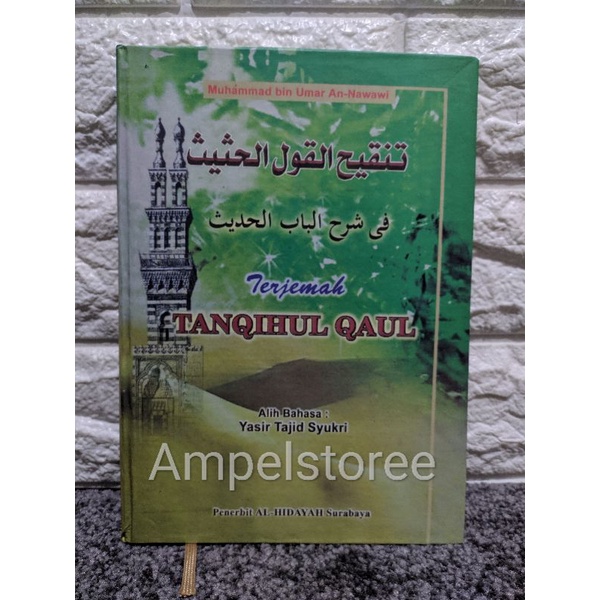 Muhammad bin Umar An-Nawawi
تنقيح القول الحثيث
في شرح الباب الحديث
Terjemah
TANQIHUL QAUL
Alih Bahasa :
Yasir Tajid Syukri
Ampelstoree
Penerbit AL-HIDAYAH Surabaya